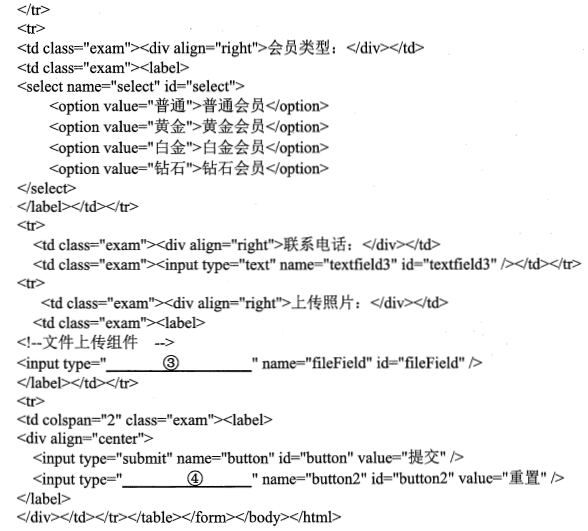 </tr>
<tr>
<td class="exam"><div align="right">会员类型：</div></td>
<td class="exam"><label>
<select name="select" id="select">
<option value="普通">普通会员</option>
<option value="黄金">黄金会员</option>
<option value="白金">白金会员</option>
<option value="钻石">钻石会员</option>
</select>
</label></td></tr>
<tr>
<td class="exam"><div align="right">联系电话：</div></td>
<td class="exam"><input type="text" name="textfield3" id="textfield3" /></td></tr>
<tr>
<td class="exam"><div align="right">上传照片：</div></td>
<td class="exam"><label>
<!--文件上传组件 -->
<input type="③" name="fileField" id="fileField" />
</label></td></tr>
<tr>
<td colspan="2" class="exam"><label>
<div align="center">
<input type="submit" name="button" id="button" value="提交" />
<input type="④" name="button2" id="button2" value="重置" />
</label>
</div></td></tr></table></form></body></html>